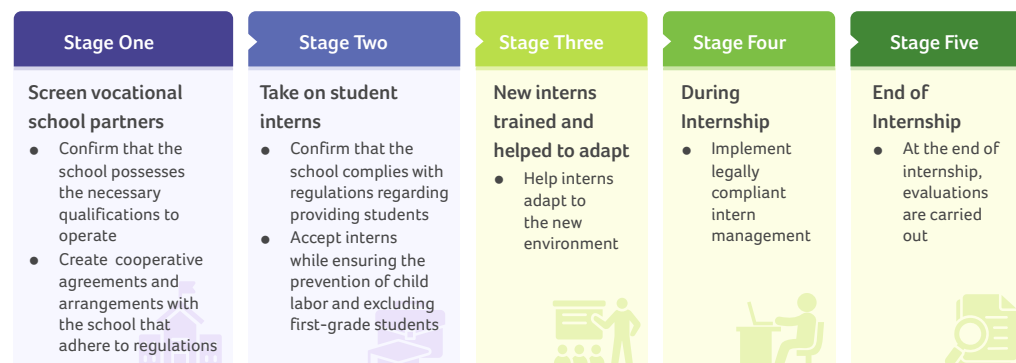 Stage One
Screen vocational
school partners
● Confirm that the
school possesses
the necessary
qualifications to
operate
● Create cooperative
agreements and
arrangements with
the school that
adhere to regulations
Stage Two
Take on student
interns
● Confirm that the
school complies with
regulations regarding
providing students
● Accept interns
while ensuring the
prevention of child
labor and excluding
first-grade students
Stage Three
New interns
trained and
helped to adapt
● Help interns
adapt to
the new
environment
Stage Four
During
Internship
● Implement
legally
compliant
intern
management
Stage Five
End of
Internship
● At the end of
internship,
evaluations
are carried
out